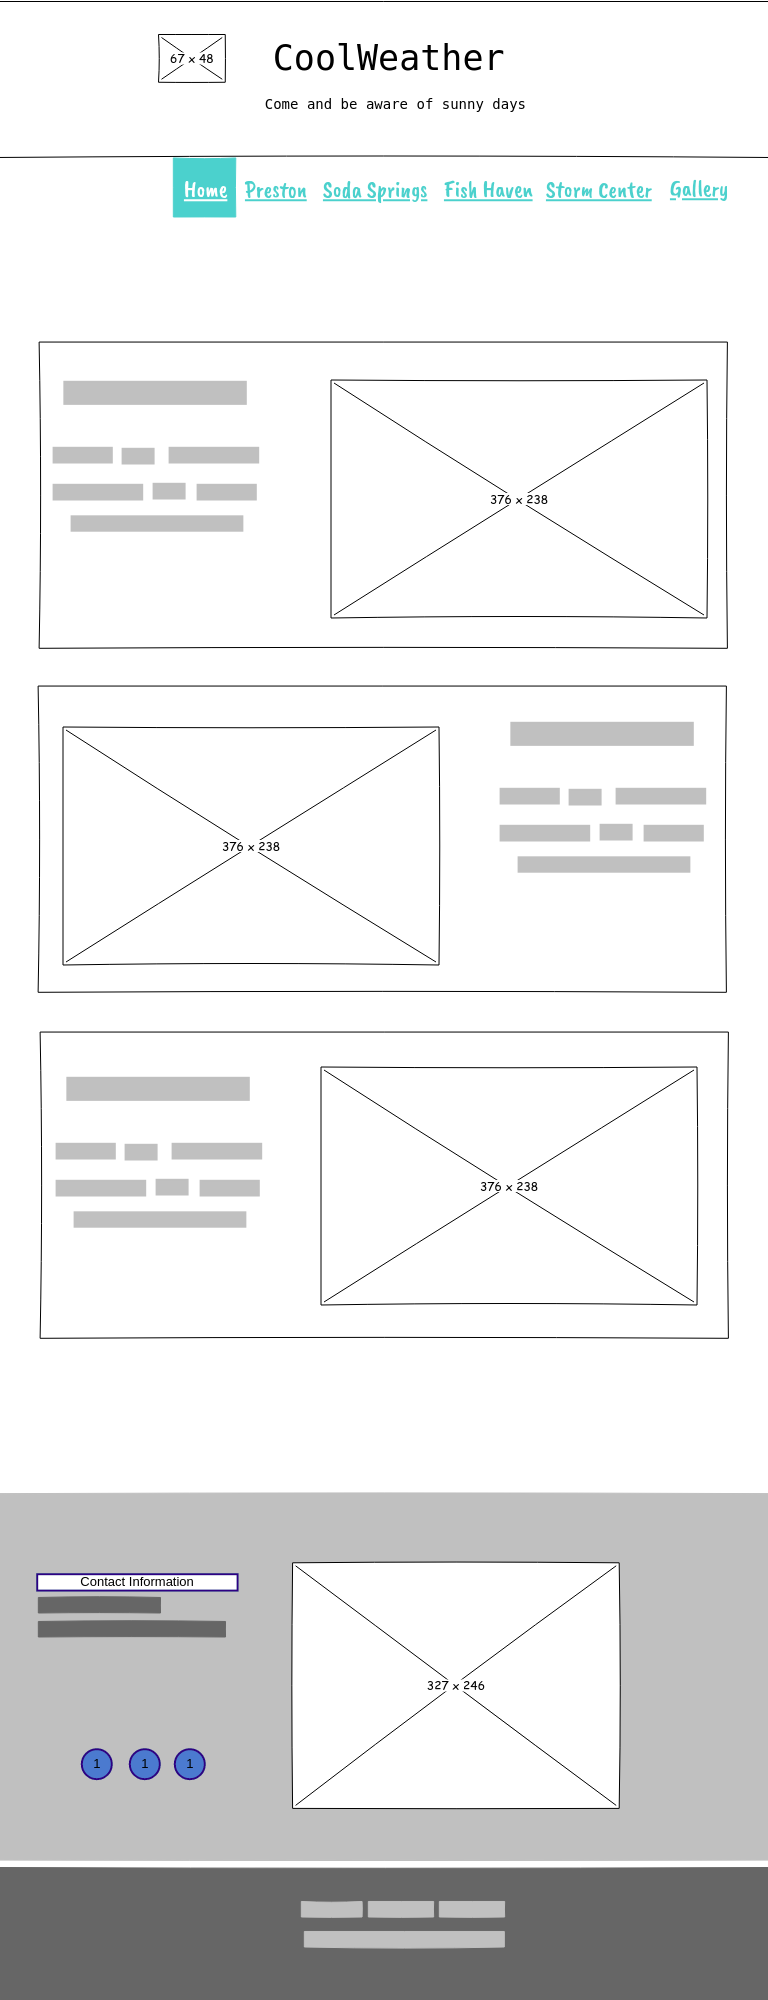 67 x 48
CoolWeather
Come and be aware of sunny days
Home Preston Soda Springs Fish Haven Storm Center Gallery
376 x 238
376 x 238
376 x 238
Contact Information
327 x 246
1 1 1